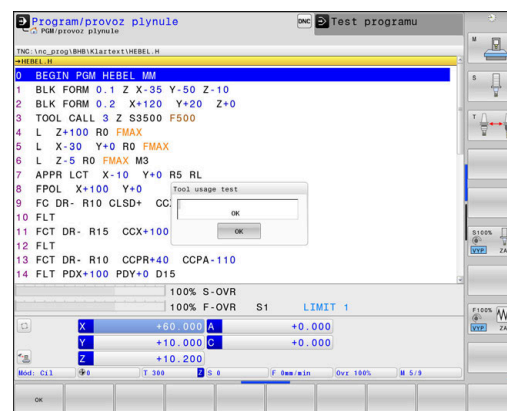 Program/provoz plynule
DNC
Test programu
PGM/provoz plynule
TNC:\nc_prog\BHB\Klartext\HEBEL.H
→HEBEL.H
0 BEGIN PGM HEBEL MM
1 BLK FORM 0.1 Z X-35 Y-50 Z-10
2 BLK FORM 0.2 X+120 Y+20 Z+0
3 TOOL CALL 3 Z S3500 F500
4 L Z+100 R0 FMAX
5 L X-30 Y+0 R0 FMAX
6 L Z-5 R0 FMAX M3
7 APPR LCT X-10 Y+0 R5 RL
8 FPOL X+100 Y+0
9 FC DR- R10 CLSD+ CC
10 FLT
11 FCT DR- R15 CCX+100
12 FLT
13 FCT DR- R10 CCPR+40 CCPA-110
14 FLT PDX+100 PDY+0 D15
Tool usage test
OK
OK
100% S-OVR
100% F-OVR S1 LIMIT 1
X +60.000 A +0.000
Y +10.000 C +0.000
Z +10.200
Mód: Cíl 0 T 300 Z S 0 F 0mm/min Ovr 100% M 5/9
OK
M
S
T
S100%
VYP ZA
F100%
VYP ZA